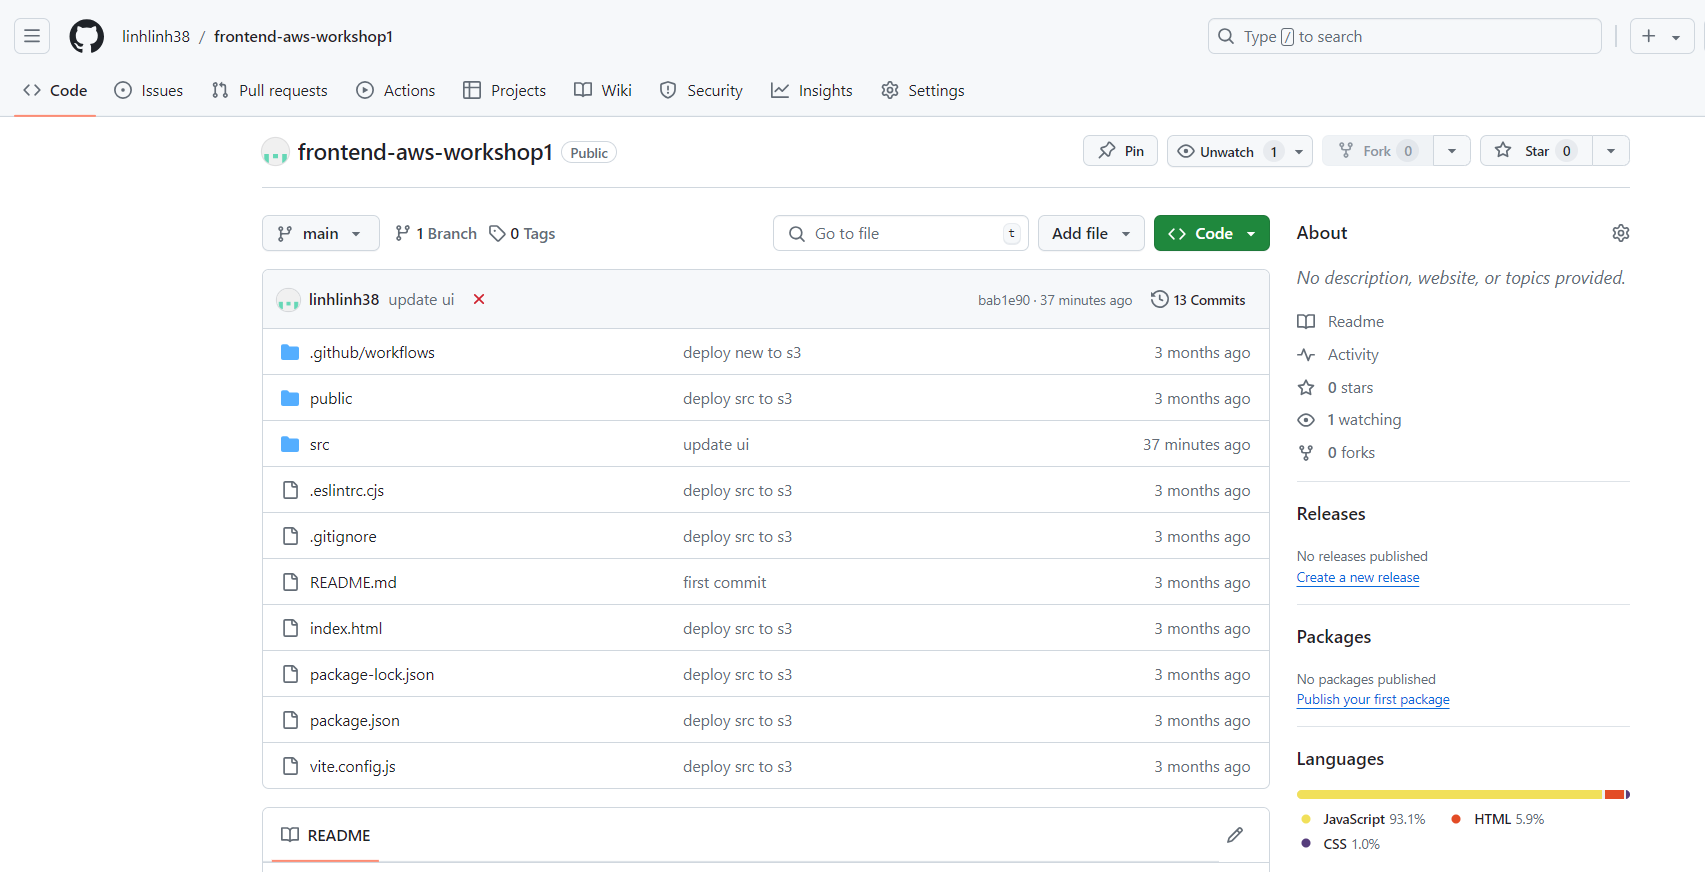 linhlinh38 / frontend-aws-workshop1
Type / to search
Code Issues Pull requests Actions Projects Wiki Security Insights Settings
frontend-aws-workshop1 Public
Pin Unwatch 1 Fork 0 Star 0
main 1 Branch 0 Tags Go to file t Add file Code
linhlinh38 update ui bab1e90 · 37 minutes ago 13 Commits
.github/workflows deploy new to s3 3 months ago
public deploy src to s3 3 months ago
src update ui 37 minutes ago
.eslintrc.cjs deploy src to s3 3 months ago
.gitignore deploy src to s3 3 months ago
README.md first commit 3 months ago
index.html deploy src to s3 3 months ago
package-lock.json deploy src to s3 3 months ago
package.json deploy src to s3 3 months ago
vite.config.js deploy src to s3 3 months ago
README
About
No description, website, or topics provided.
Readme
Activity
0 stars
1 watching
0 forks
Releases
No releases published
Create a new release
Packages
No packages published
Publish your first package
Languages
JavaScript 93.1% HTML 5.9%
CSS 1.0%